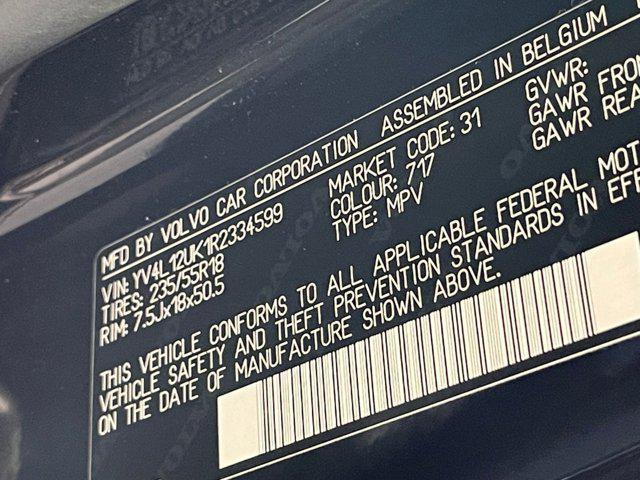 MFD BY VOLVO CAR CORPORATION ASSEMBLED IN BELGIUM
VIN: YV4L12UK1R2334599 MARKET CODE: 31 GVWR:
TIRES: 235/55R18 COLOUR: 717 GAWR FRON
RIM: 7.5Jx18x50.5 TYPE: MPV GAWR REA
THIS VEHICLE CONFORMS TO ALL APPLICABLE FEDERAL MOT
VEHICLE SAFETY AND THEFT PREVENTION STANDARDS IN EFF
ON THE DATE OF MANUFACTURE SHOWN ABOVE.